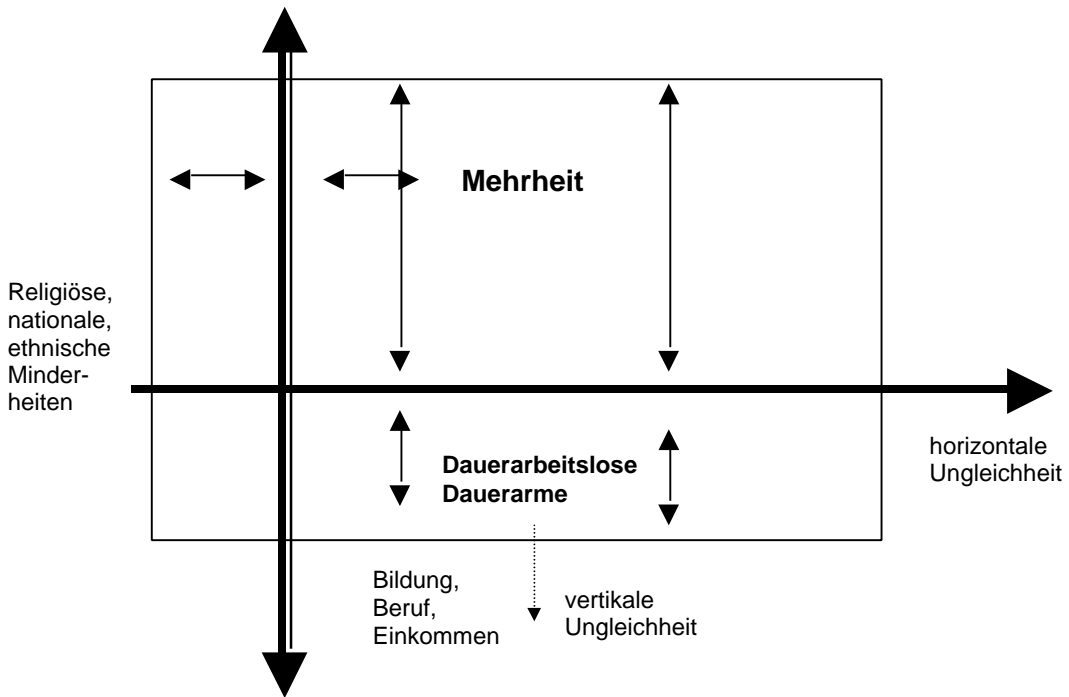 Mehrheit
Religiöse,
nationale,
ethnische
Minder-
heiten
horizontale
Ungleichheit
Dauerarbeitslose
Dauerarme
Bildung,
Beruf,
Einkommen
vertikale
Ungleichheit